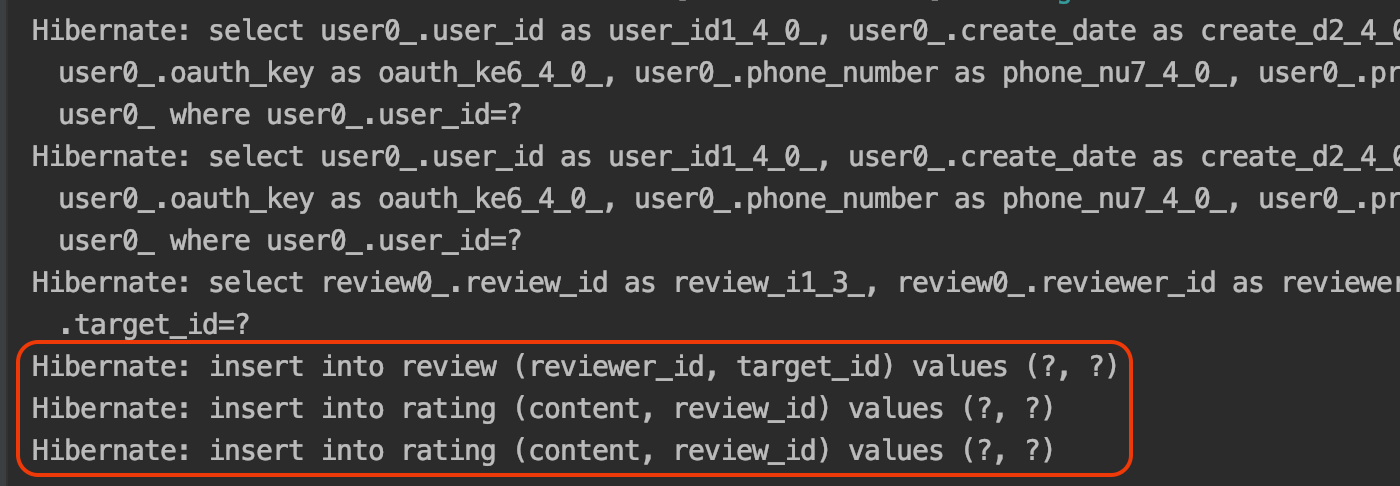 Hibernate: select user0_.user_id as user_id1_4_0_, user0_.create_date as create_d2_4_0
user0_.oauth_key as oauth_ke6_4_0_, user0_.phone_number as phone_nu7_4_0_, user0_.pr
user0_ where user0_.user_id=?
Hibernate: select user0_.user_id as user_id1_4_0_, user0_.create_date as create_d2_4_0
user0_.oauth_key as oauth_ke6_4_0_, user0_.phone_number as phone_nu7_4_0_, user0_.pr
user0_ where user0_.user_id=?
Hibernate: select review0_.review_id as review_i1_3_, review0_.reviewer_id as reviewer
.target_id=?
Hibernate: insert into review (reviewer_id, target_id) values (?, ?)
Hibernate: insert into rating (content, review_id) values (?, ?)
Hibernate: insert into rating (content, review_id) values (?, ?)